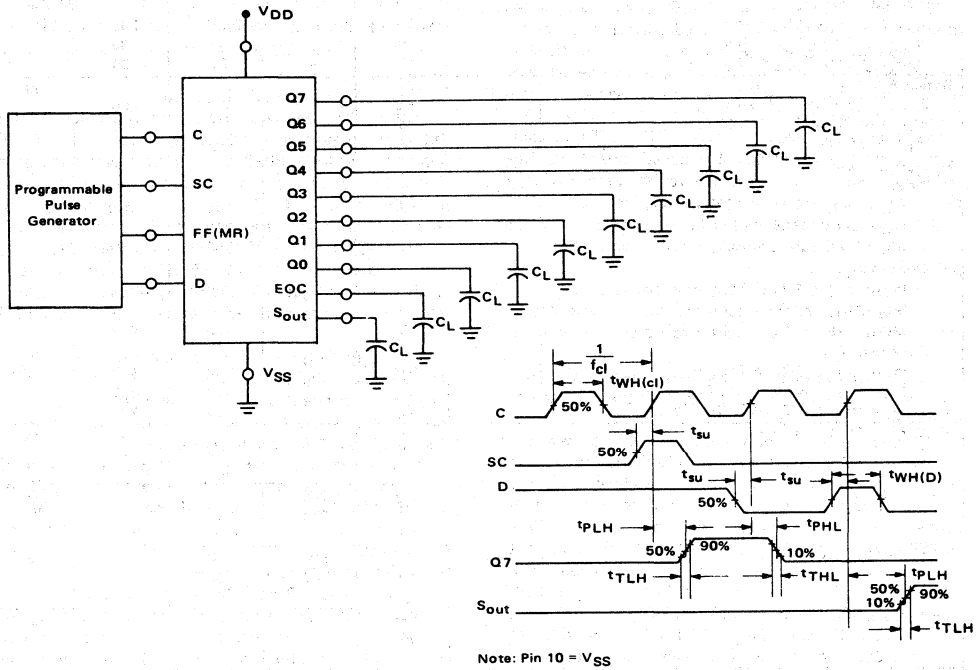 VDD
Programmable
Pulse
Generator
C
SC
FF(MR)
D
Q7
Q6
Q5
Q4
Q3
Q2
Q1
Q0
EOC
Sout
VSS
CL
CL
CL
CL
CL
CL
CL
CL
CL
CL
1
fcl
tWH(cl)
C
50%
tsu
50%
SC
D
tsu
tsu
tWH(D)
50%
tPLH
tPHL
50%
90%
10%
Q7
tTLH
tTHL
tPLH
50%
90%
10%
Sout
tTLH
Note: Pin 10 = VSS